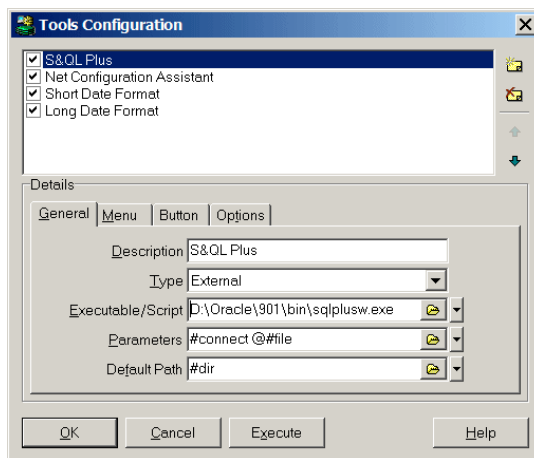 Tools Configuration
S&QL Plus
Net Configuration Assistant
Short Date Format
Long Date Format
Details
General Menu Button Options
Description S&QL Plus
Type External
Executable/Script D:\Oracle\901\bin\sqlplusw.exe
Parameters #connect @#file
Default Path #dir
OK Cancel Execute Help